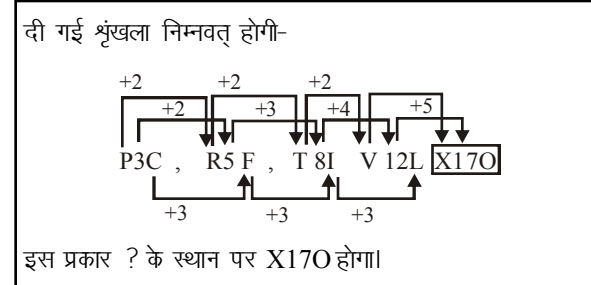 दी गई शृंखला निम्नवत् होगी-
+2 +2 +2
+2 +3 +4 +5
P3C , R5 F , T 8I V 12L X17O
+3 +3 +3
इस प्रकार ? के स्थान पर X17O होगा।